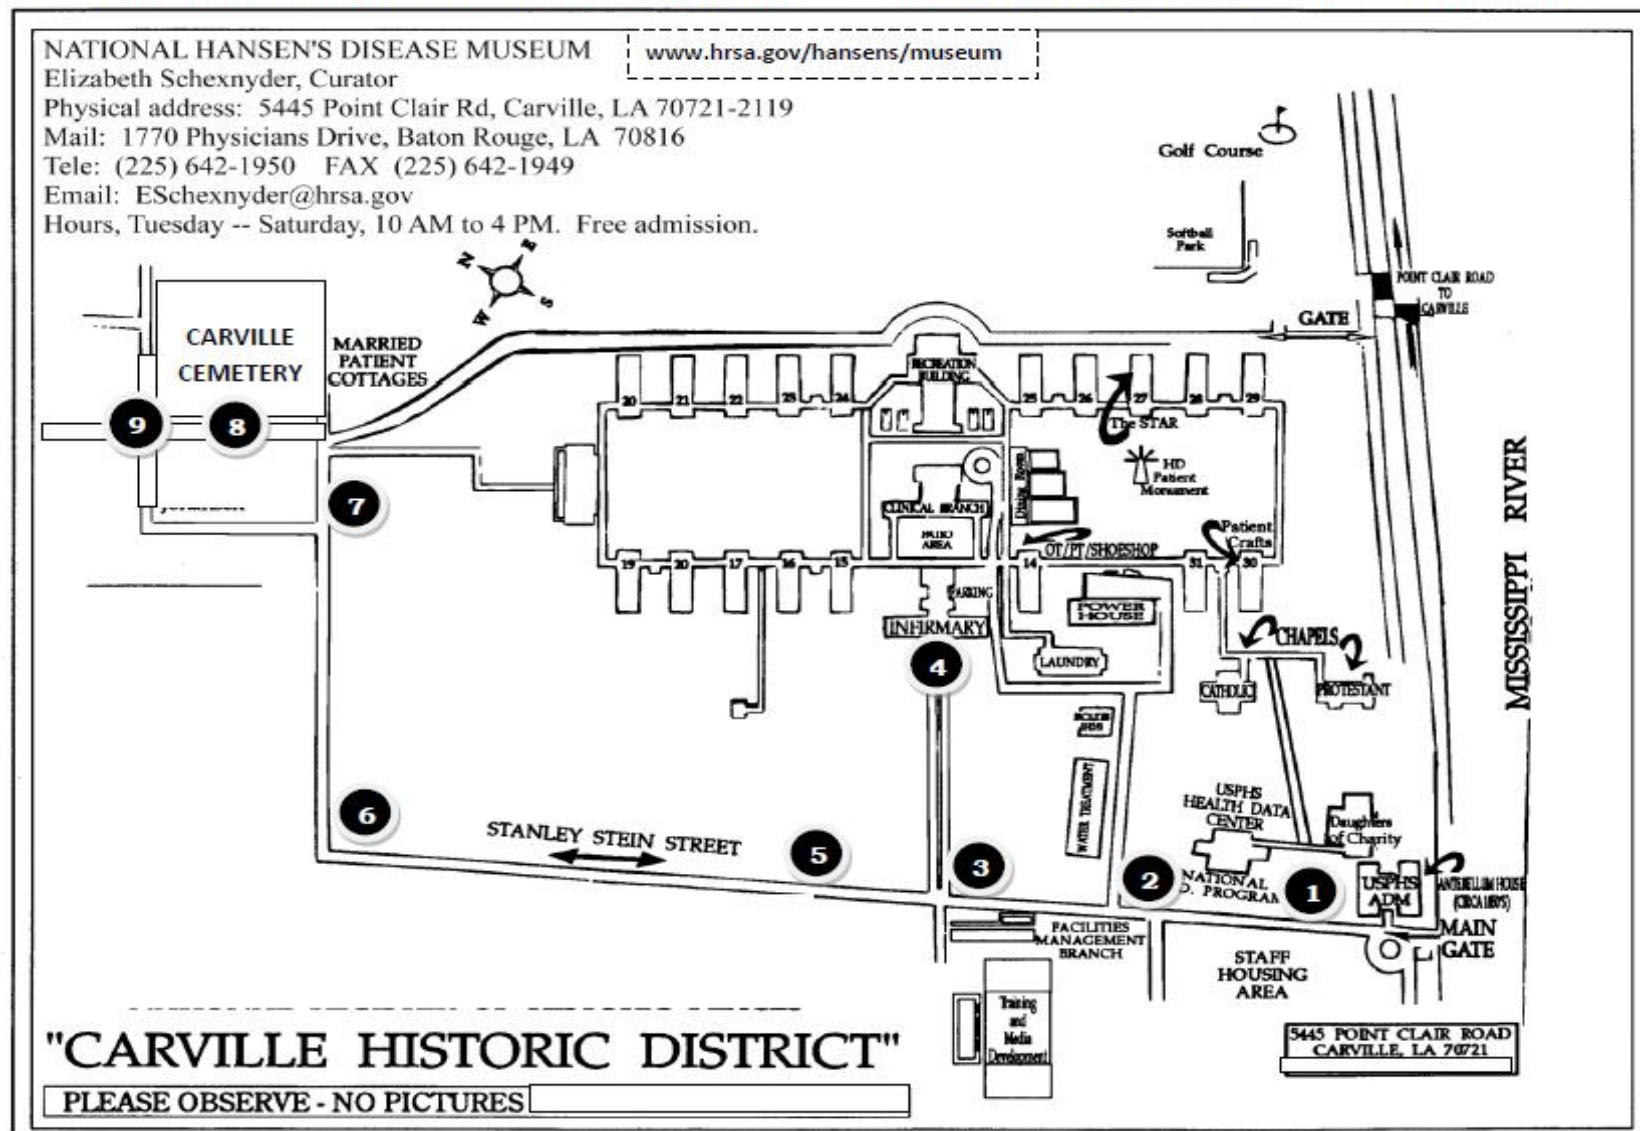 NATIONAL HANSEN'S DISEASE MUSEUM
www.hrsa.gov/hansens/museum
Elizabeth Schexnyder, Curator
Physical address: 5445 Point Clair Rd, Carville, LA 70721-2119
Mail: 1770 Physicians Drive, Baton Rouge, LA 70816
Tele: (225) 642-1950 FAX (225) 642-1949
Email: ESchexnyder@hrsa.gov
Hours, Tuesday -- Saturday, 10 AM to 4 PM. Free admission.
Golf Course
Softball
Park
N
E
S
W
POINT CLAIR ROAD
TO
CARVILLE
GATE
CARVILLE
CEMETERY
MARRIED
PATIENT
COTTAGES
RECREATION
BUILDING
20
21
22
23
24
25
26
27
28
29
The STAR
9
8
7
HD
Patient
Monument
Dining Room
CLINICAL BRANCH
PATIO
AREA
Patient
Crafts
OT/PT/SHOESHOP
MISSISSIPPI RIVER
19
20
17
16
15
14
31
30
PARKING
POWER
HOUSE
INFIRMARY
CHAPELS
LAUNDRY
4
CATHOLIC
PROTESTANT
WATER TREATMENT
USPHS
HEALTH DATA
CENTER
Daughters
of Charity
6
STANLEY STEIN STREET
5
3
2
NATIONAL
D. PROGRAM
1
USPHS
ADM
ANTEBELLUM HOUSE
MAIN
GATE
FACILITIES
MANAGEMENT
BRANCH
STAFF
HOUSING
AREA
Training
and
Media
Development
"CARVILLE HISTORIC DISTRICT"
5445 POINT CLAIR ROAD
CARVILLE, LA 70721
PLEASE OBSERVE - NO PICTURES